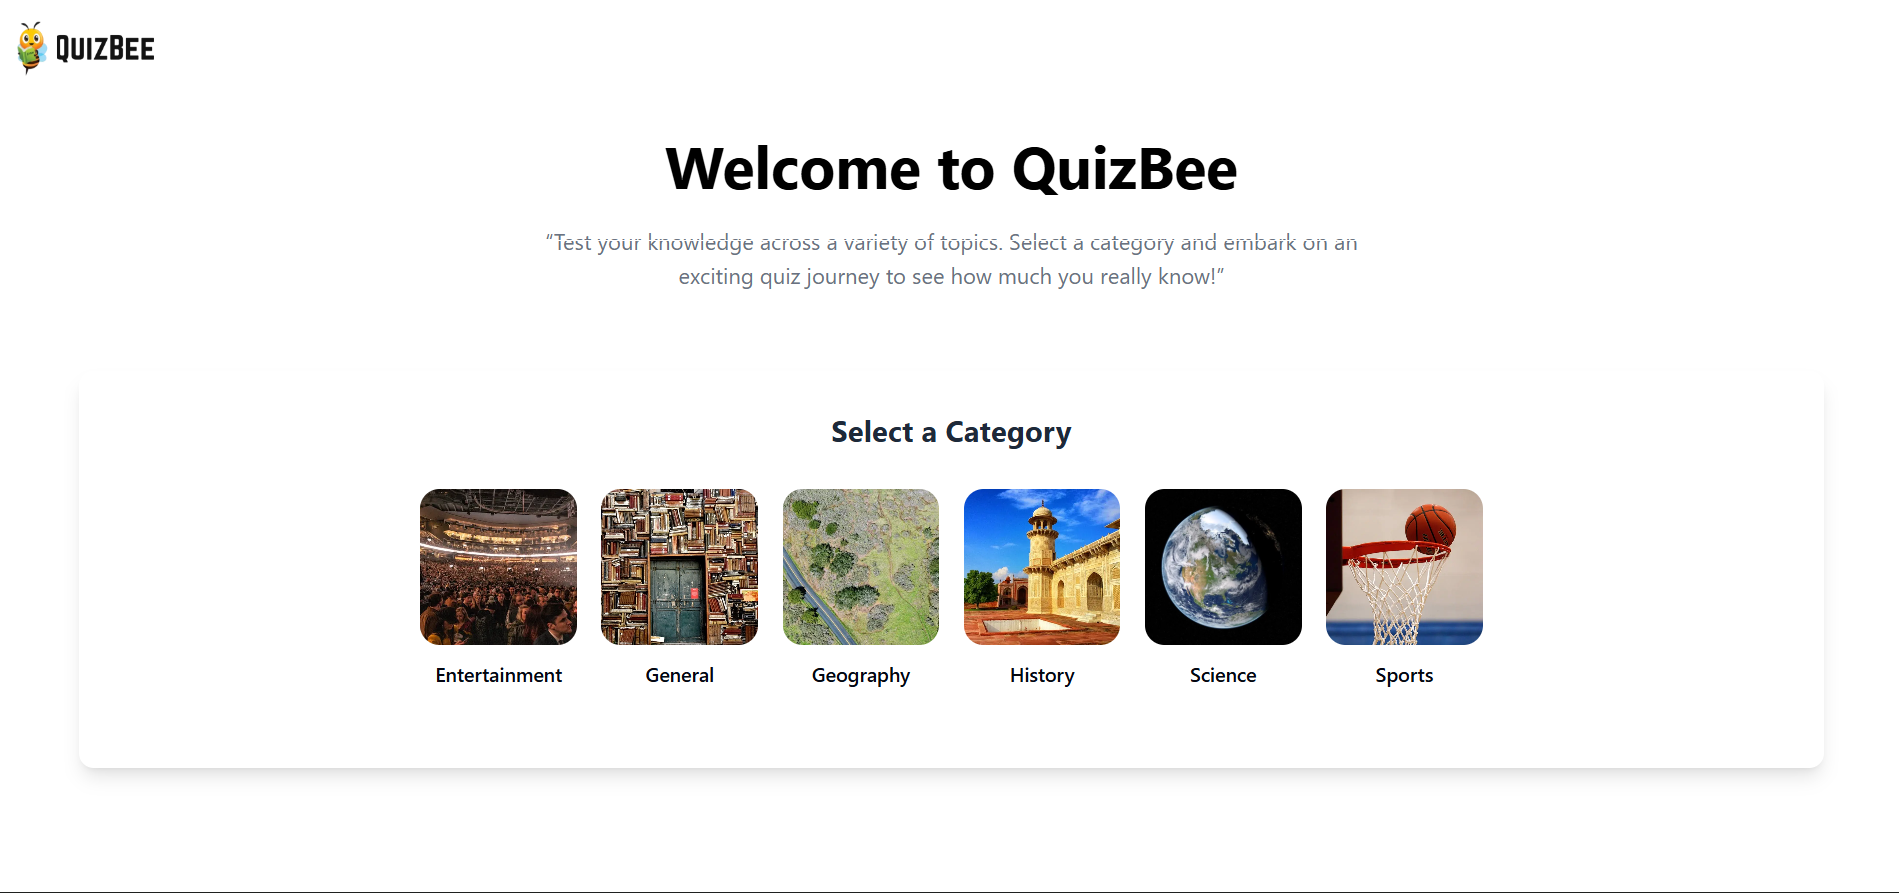 QUIZBEE
Welcome to QuizBee
“Test your knowledge across a variety of topics. Select a category and embark on an
exciting quiz journey to see how much you really know!”
Select a Category
Entertainment
General
Geography
History
Science
Sports